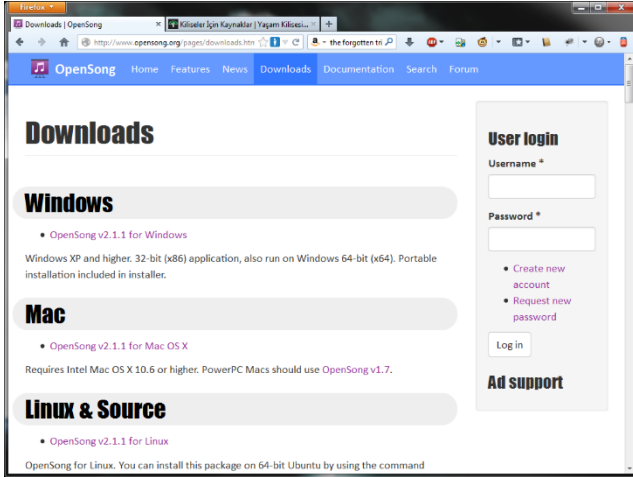 Firefox
Downloads | OpenSong
Kiliseler İçin Kaynaklar | Yaşam Kilisesi...
http://www.opensong.org/pages/downloads.htm
the forgotten tri
OpenSong Home Features News Downloads Documentation Search Forum
Downloads
Windows
OpenSong v2.1.1 for Windows
Windows XP and higher. 32-bit (x86) application, also run on Windows 64-bit (x64). Portable
installation included in installer.
Mac
OpenSong v2.1.1 for Mac OS X
Requires Intel Mac OS X 10.6 or higher. PowerPC Macs should use OpenSong v1.7.
Linux & Source
OpenSong v2.1.1 for Linux
OpenSong for Linux. You can install this package on 64-bit Ubuntu by using the command
User login
Username *
Password *
Create new
account
Request new
password
Log in
Ad support